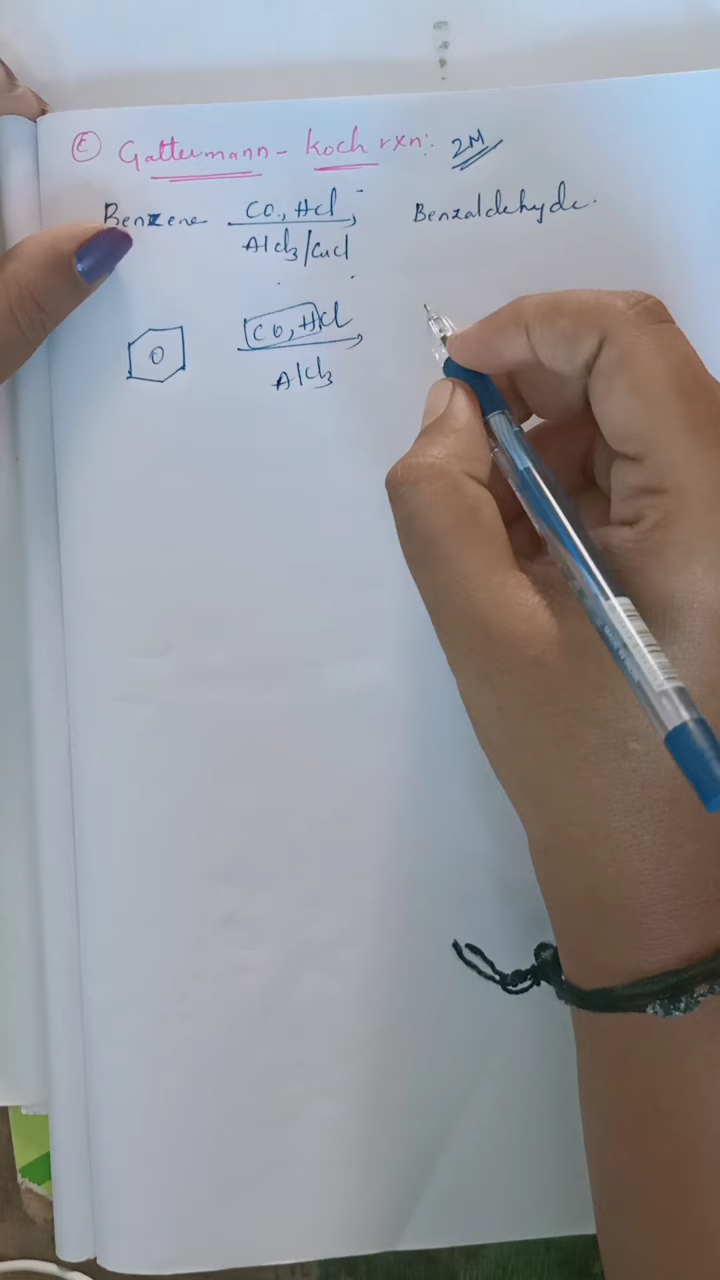 Ⓔ Gattermann - Koch rxn: 2M
Benzene CO, HCl, Benzaldehyde.
AlCl3/CuCl
CO, HCl
AlCl3